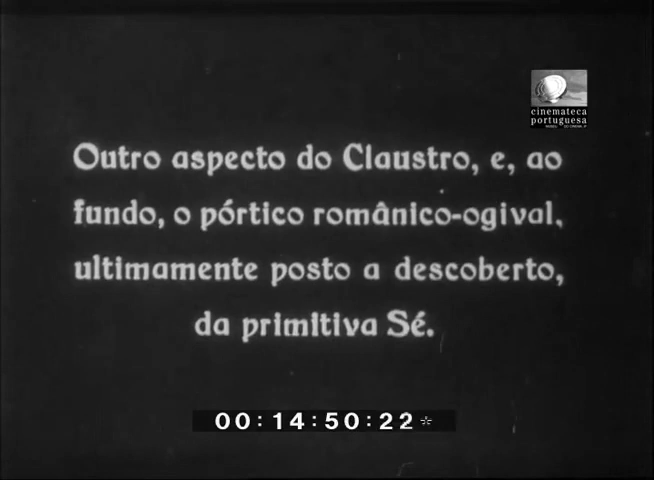 cinemateca
portuguesa
Outro aspecto do Claustro, e, ao
fundo, o pórtico românico-ogival,
ultimamente posto a descoberto,
da primitiva Sé.
00:14:50:22